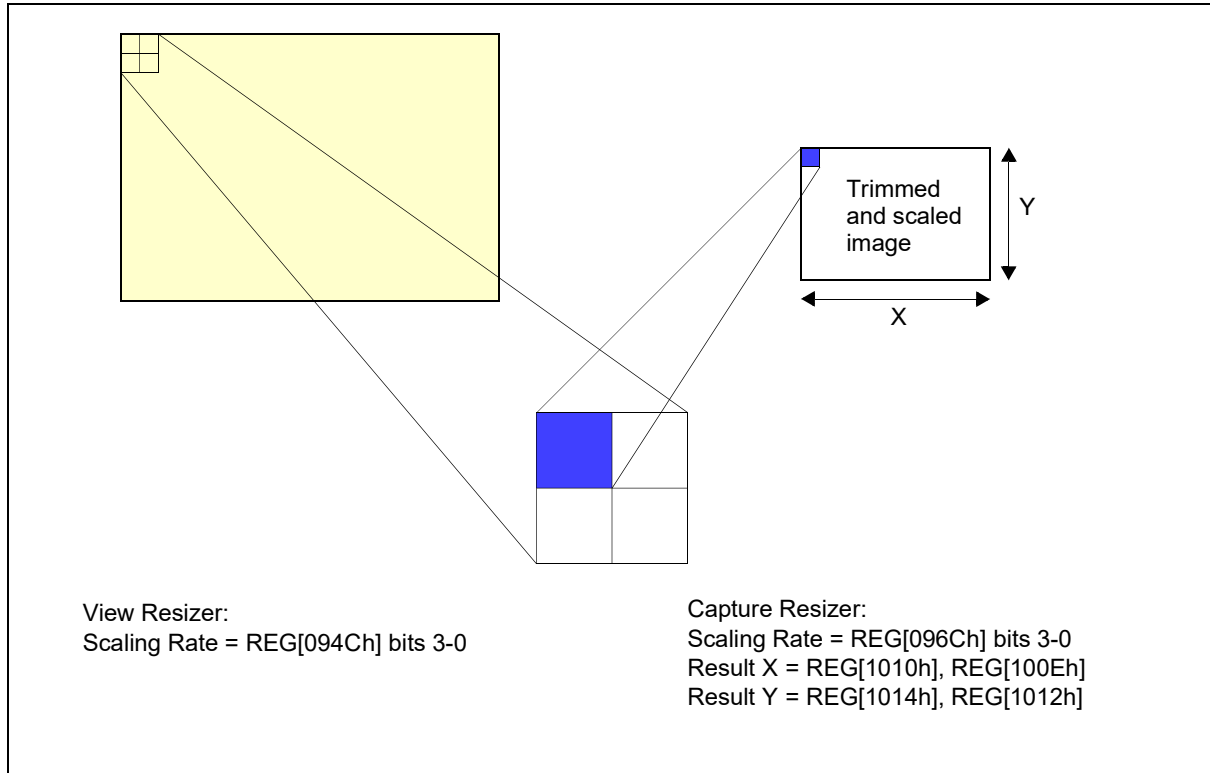 Trimmed
and scaled
image
Y
X
View Resizer:
Scaling Rate = REG[094Ch] bits 3-0
Capture Resizer:
Scaling Rate = REG[096Ch] bits 3-0
Result X = REG[1010h], REG[100Eh]
Result Y = REG[1014h], REG[1012h]